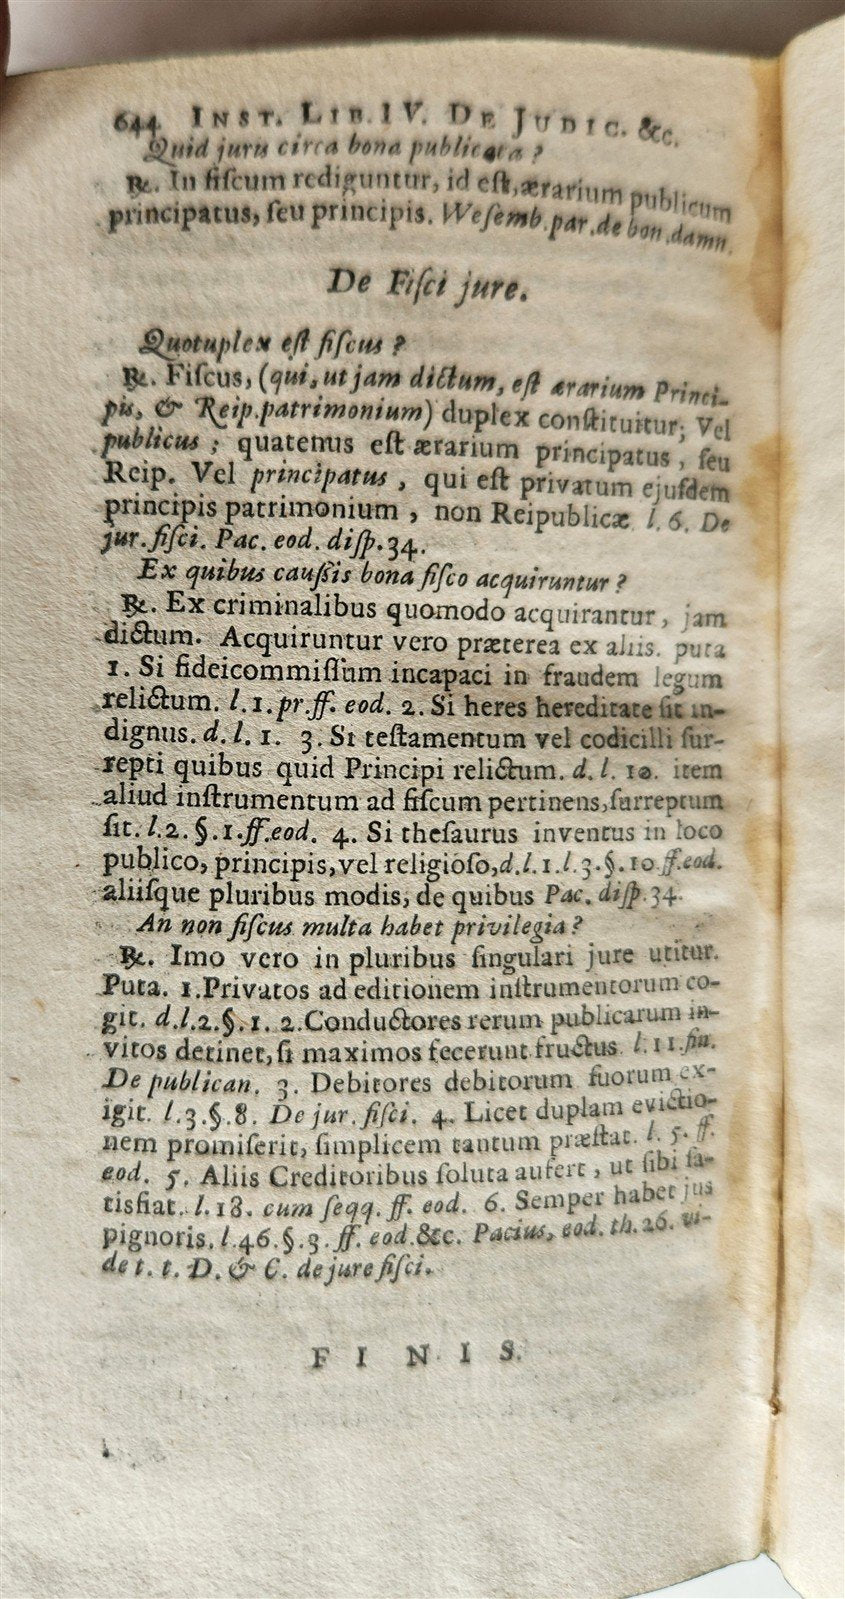 644 INST. LIB. IV. DE JUDIC. &c.
Quid juris circa bona publicata?
℞. In fiſcum rediguntur, id eſt, ærarium publicum
principatus, ſeu principis. Weſemb. par. de bon. damn.
De Fiſci jure.
Quotuplex eſt fiſcus?
℞. Fiſcus, (qui, ut jam dictum, eſt ærarium Princi-
pis, & Reip. patrimonium) duplex conſtituitur; Vel
publicus; quatenus eſt ærarium principatus, ſeu
Reip. Vel principatus, qui eſt privatum ejuſdem
principis patrimonium, non Reipublicæ l. 6. De
jur. fiſci. Pac. eod. diſp. 34.
Ex quibus cauſſis bona fiſco acquiruntur?
℞. Ex criminalibus quomodo acquirantur, jam
dictum. Acquiruntur vero præterea ex aliis. puta
1. Si fideicommiſſum incapaci in fraudem legum
relictum. l. 1. pr. ff. eod. 2. Si heres hereditate ſit in-
dignus. d. l. 1. 3. Si teſtamentum vel codicilli ſur-
repti quibus quid Principi relictum. d. l. 10. item
aliud inſtrumentum ad fiſcum pertinens, ſurreptum
ſit. l. 2. §. 1. ff. eod. 4. Si theſaurus inventus in loco
publico, principis, vel religioſo, d. l. 1. l. 3. §. 10 ff. eod.
aliiſque pluribus modis, de quibus Pac. diſp. 34.
An non fiſcus multa habet privilegia?
℞. Imo vero in pluribus ſingulari jure utitur.
Puta. 1. Privatos ad editionem inſtrumentorum co-
git. d. l. 2. §. 1. 2. Conductores rerum publicarum in-
vitos detinet, ſi maximos fecerunt fructus l. 11. fin.
De publican. 3. Debitores debitorum ſuorum ex-
igit. l. 3. §. 8. De jur. fiſci. 4. Licet duplam evictio-
nem promiſerit, ſimplicem tantum præſtat. l. 5. ff.
eod. 5. Aliis Creditoribus ſoluta aufert, ut ſibi ſa-
tisfiat. l. 18. cum ſeqq. ff. eod. 6. Semper habet jus
pignoris. l. 46. §. 3. ff. eod. &c. Pacius, eod. th. 26. vi-
de t. t. D. & C. de jure fiſci.
FINIS.